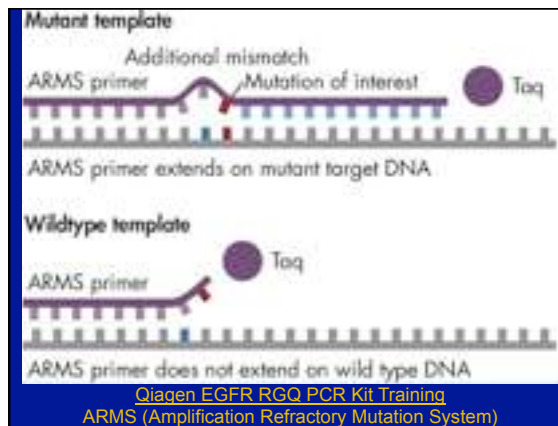 Mutant template
Additional mismatch
ARMS primer
Mutation of interest
Taq
ARMS primer extends on mutant target DNA
Wildtype template
Taq
ARMS primer
ARMS primer does not extend on wild type DNA
Qiagen EGFR RGQ PCR Kit Training
ARMS (Amplification Refractory Mutation System)